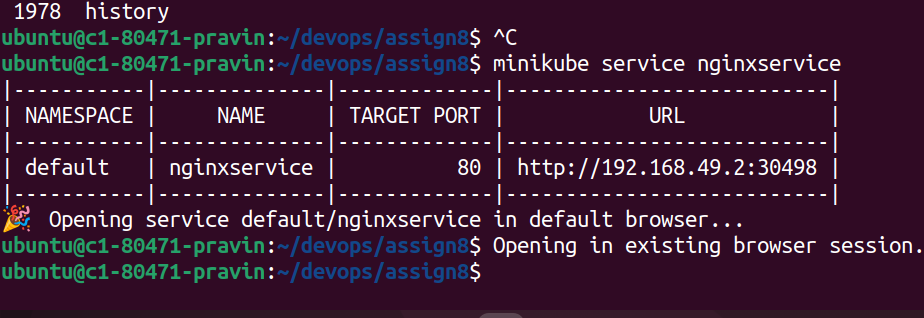 1978  history
ubuntu@c1-80471-pravin:~/devops/assign8$ ^C
ubuntu@c1-80471-pravin:~/devops/assign8$ minikube service nginxservice
|-----------|--------------|-------------|---------------------------|
| NAMESPACE |     NAME     | TARGET PORT |            URL            |
|-----------|--------------|-------------|---------------------------|
| default   | nginxservice |          80 | http://192.168.49.2:30498 |
|-----------|--------------|-------------|---------------------------|
🎉  Opening service default/nginxservice in default browser...
ubuntu@c1-80471-pravin:~/devops/assign8$ Opening in existing browser session.
ubuntu@c1-80471-pravin:~/devops/assign8$